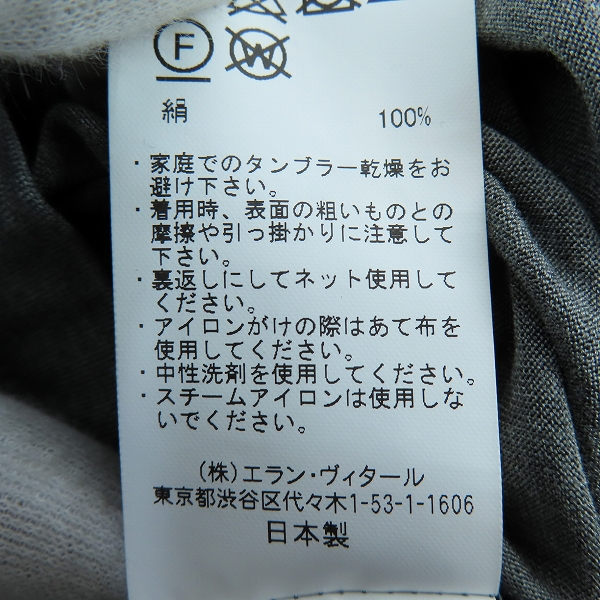 F
W
絹 100%
・家庭でのタンブラー乾燥をお
避け下さい。
・着用時、表面の粗いものとの
摩擦や引っ掛かりに注意して
下さい。
・裏返しにしてネット使用して
ください。
・アイロンがけの際はあて布を
使用してください。
・中性洗剤を使用してください。
・スチームアイロンは使用しな
いでください。
(株)エラン・ヴィタール
東京都渋谷区代々木1-53-1-1606
日本製